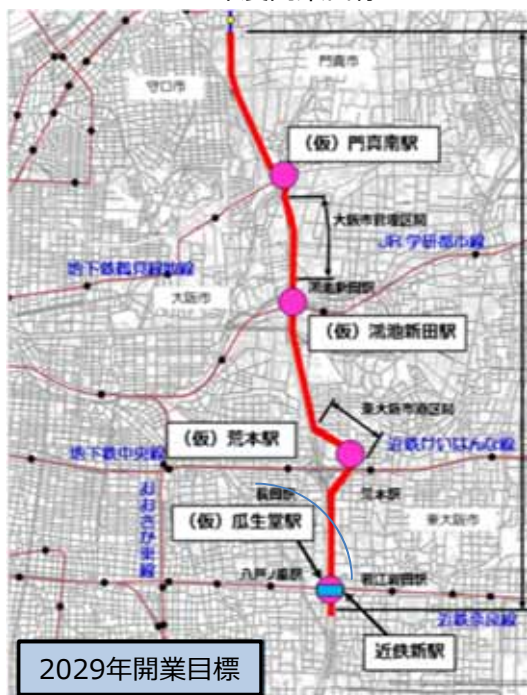 門真市
守口市
(仮)門真南駅
大阪市管理区間
JR学研都市線
地下鉄鶴見緑地線
鴻池新田駅
大阪市
(仮)鴻池新田駅
東大阪市道区間
(仮)荒本駅
近鉄けいはんな線
地下鉄中央線
長田駅
荒本駅
(仮)瓜生堂駅
東大阪市
おおさか東線
八戸ノ里駅
若江岩田駅
近鉄奈良線
近鉄新駅
2029年開業目標